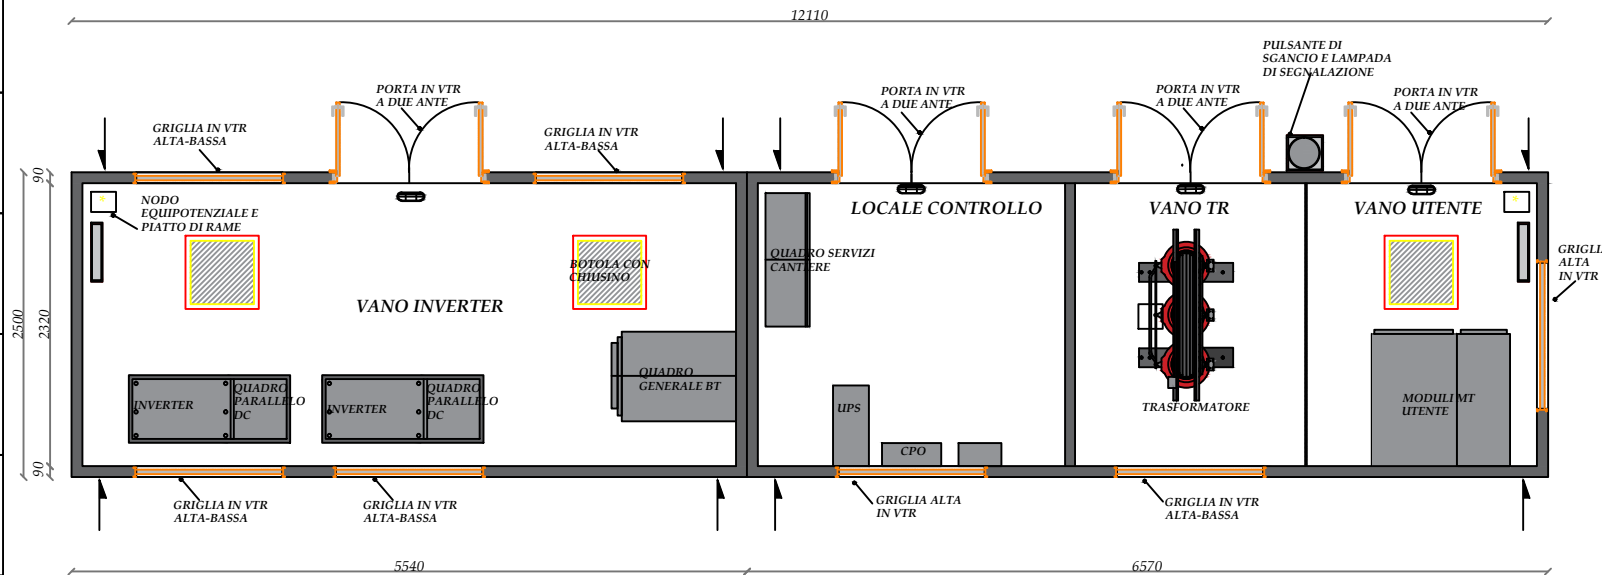 12110
PULSANTE DI
SGANCIO E LAMPADA
DI SEGNALAZIONE
PORTA IN VTR
A DUE ANTE
PORTA IN VTR
A DUE ANTE
PORTA IN VTR
A DUE ANTE
PORTA IN VTR
A DUE ANTE
GRIGLIA IN VTR
ALTA-BASSA
GRIGLIA IN VTR
ALTA-BASSA
90
2500
2320
90
NODO
EQUIPOTENZIALE E
PIATTO DI RAME
LOCALE CONTROLLO
VANO TR
VANO UTENTE
BOTOLA CON
CHIUSINO
QUADRO SERVIZI
CANTIERE
GRIGLIA
ALTA
IN VTR
VANO INVERTER
QUADRO
GENERALE BT
INVERTER
QUADRO
PARALLELO
DC
INVERTER
QUADRO
PARALLELO
DC
UPS
CPO
TRASFORMATORE
MODULI MT
UTENTE
GRIGLIA IN VTR
ALTA-BASSA
GRIGLIA IN VTR
ALTA-BASSA
GRIGLIA ALTA
IN VTR
GRIGLIA IN VTR
ALTA-BASSA
5540
6570